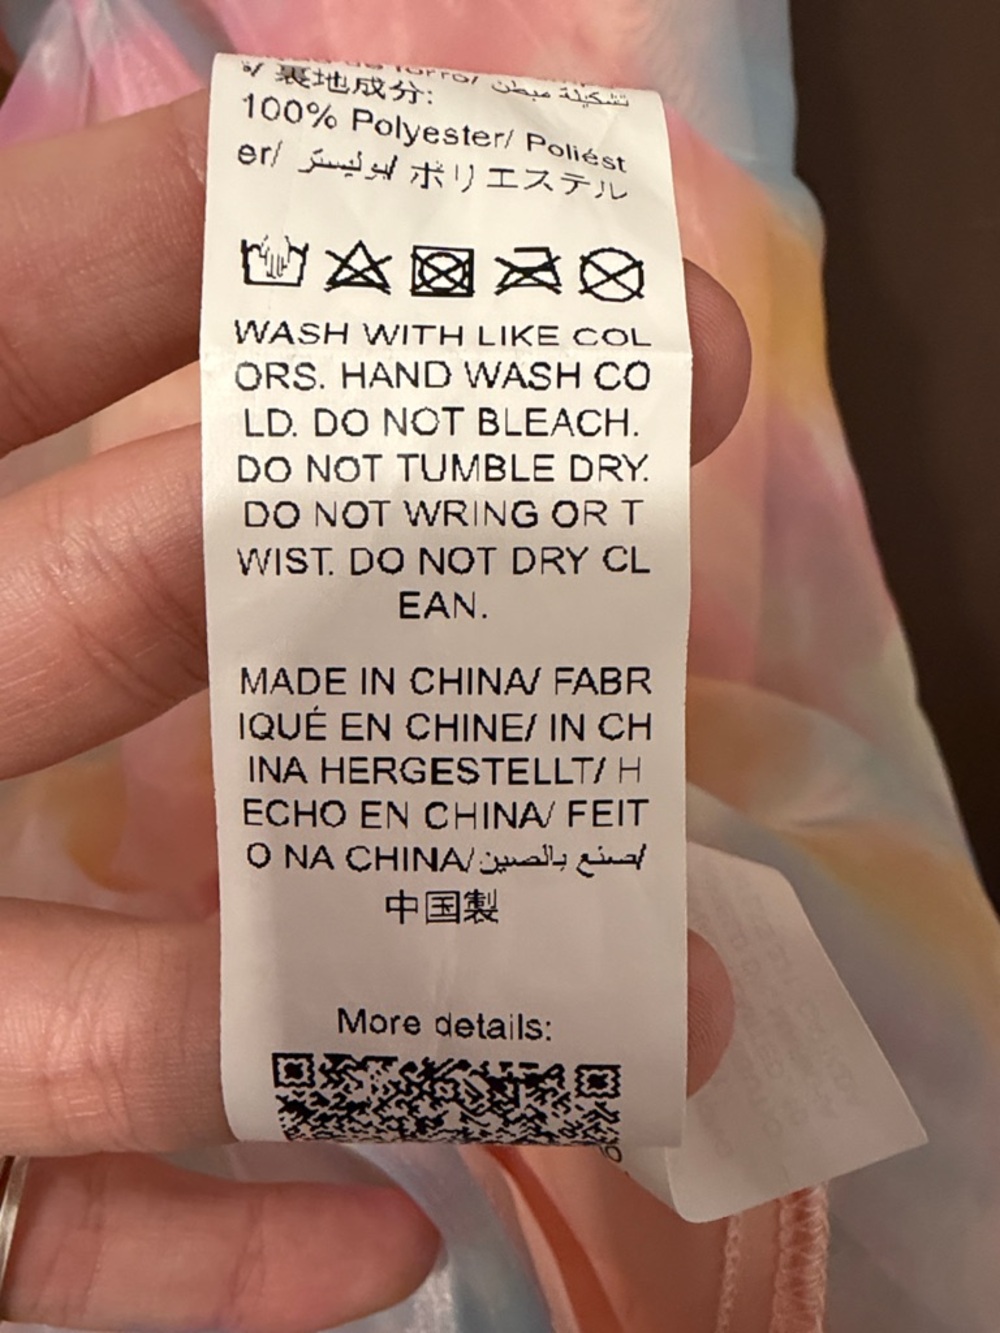 裏地成分:
100% Polyester/ Poliést
er/ بوليستر/ ポリエステル
WASH WITH LIKE COL
ORS. HAND WASH CO
LD. DO NOT BLEACH.
DO NOT TUMBLE DRY.
DO NOT WRING OR T
WIST. DO NOT DRY CL
EAN.
MADE IN CHINA/ FABR
IQUÉ EN CHINE/ IN CH
INA HERGESTELLT/ H
ECHO EN CHINA/ FEIT
O NA CHINA/صنع بالصين/
中国製
More details: